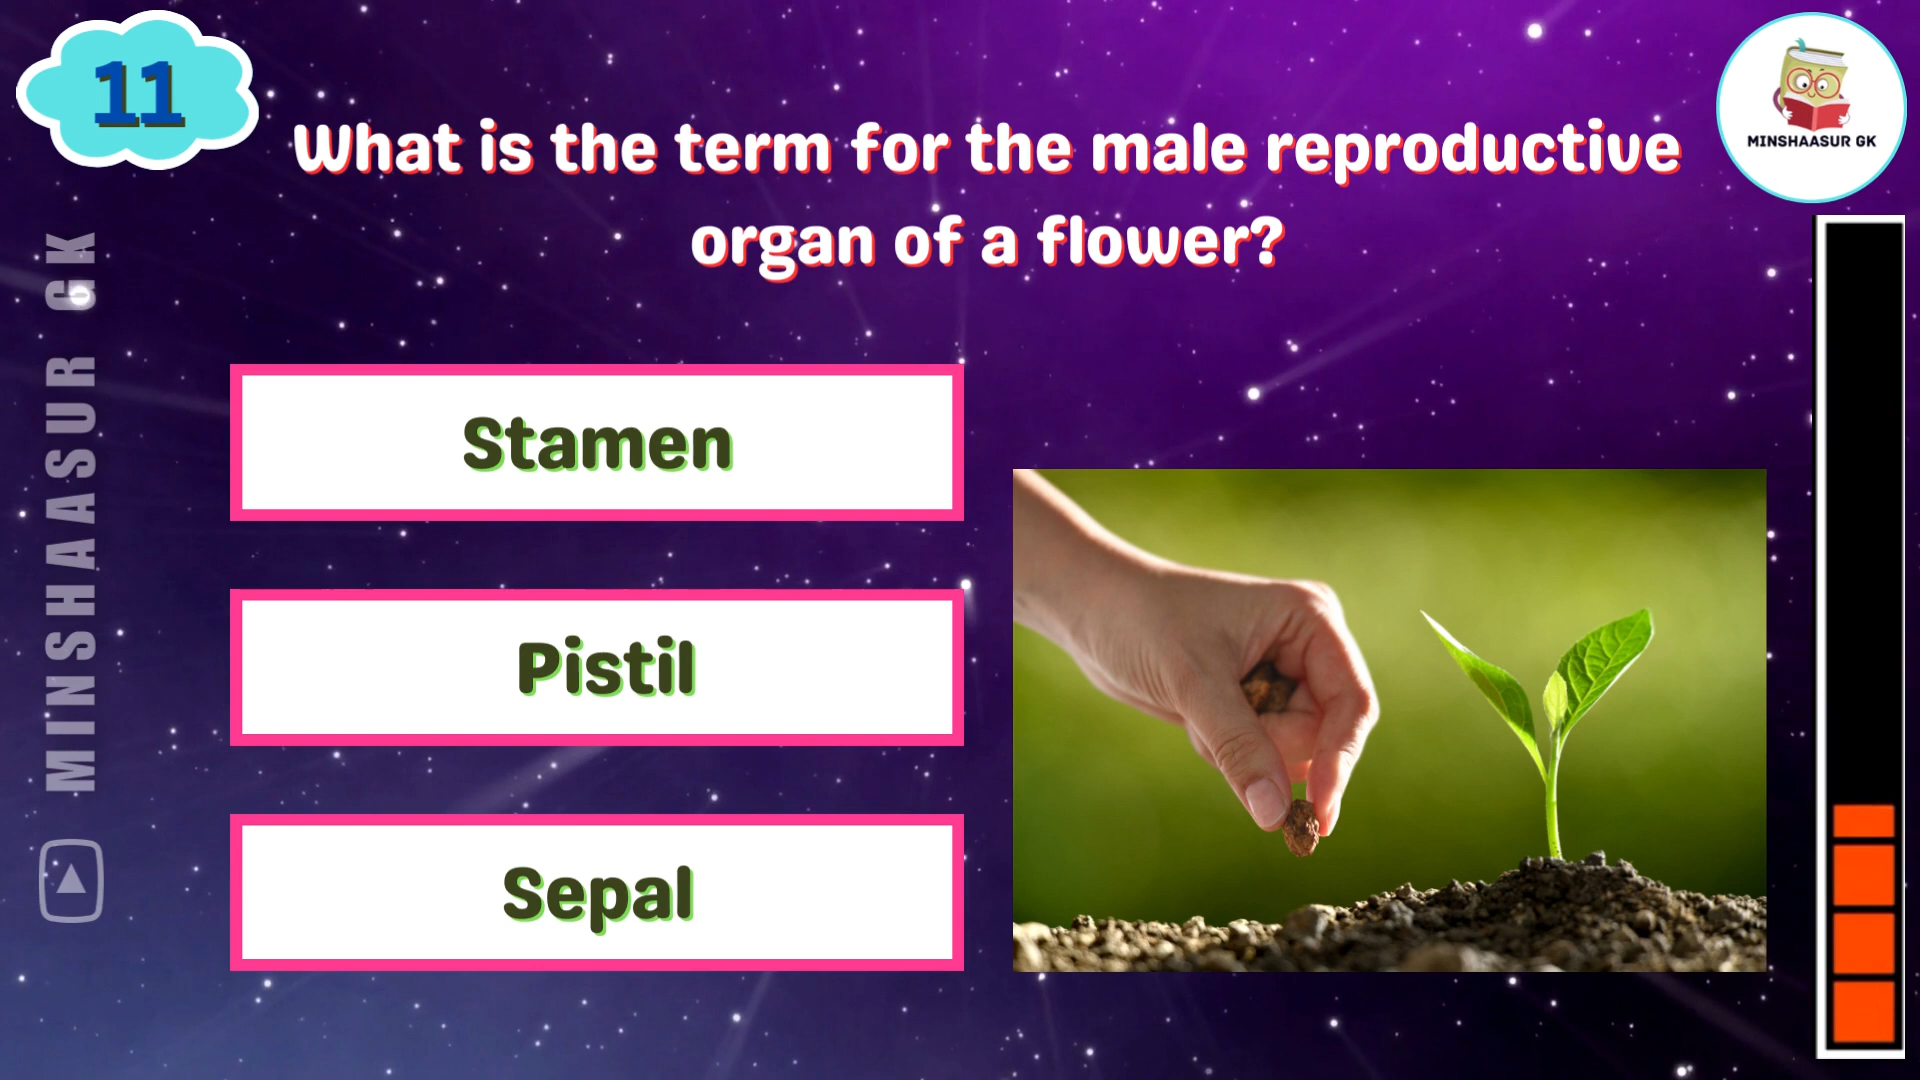 11
What is the term for the male reproductive
organ of a flower?
MINSHAASUR GK
MINSHAASUR GK
Stamen
Pistil
Sepal